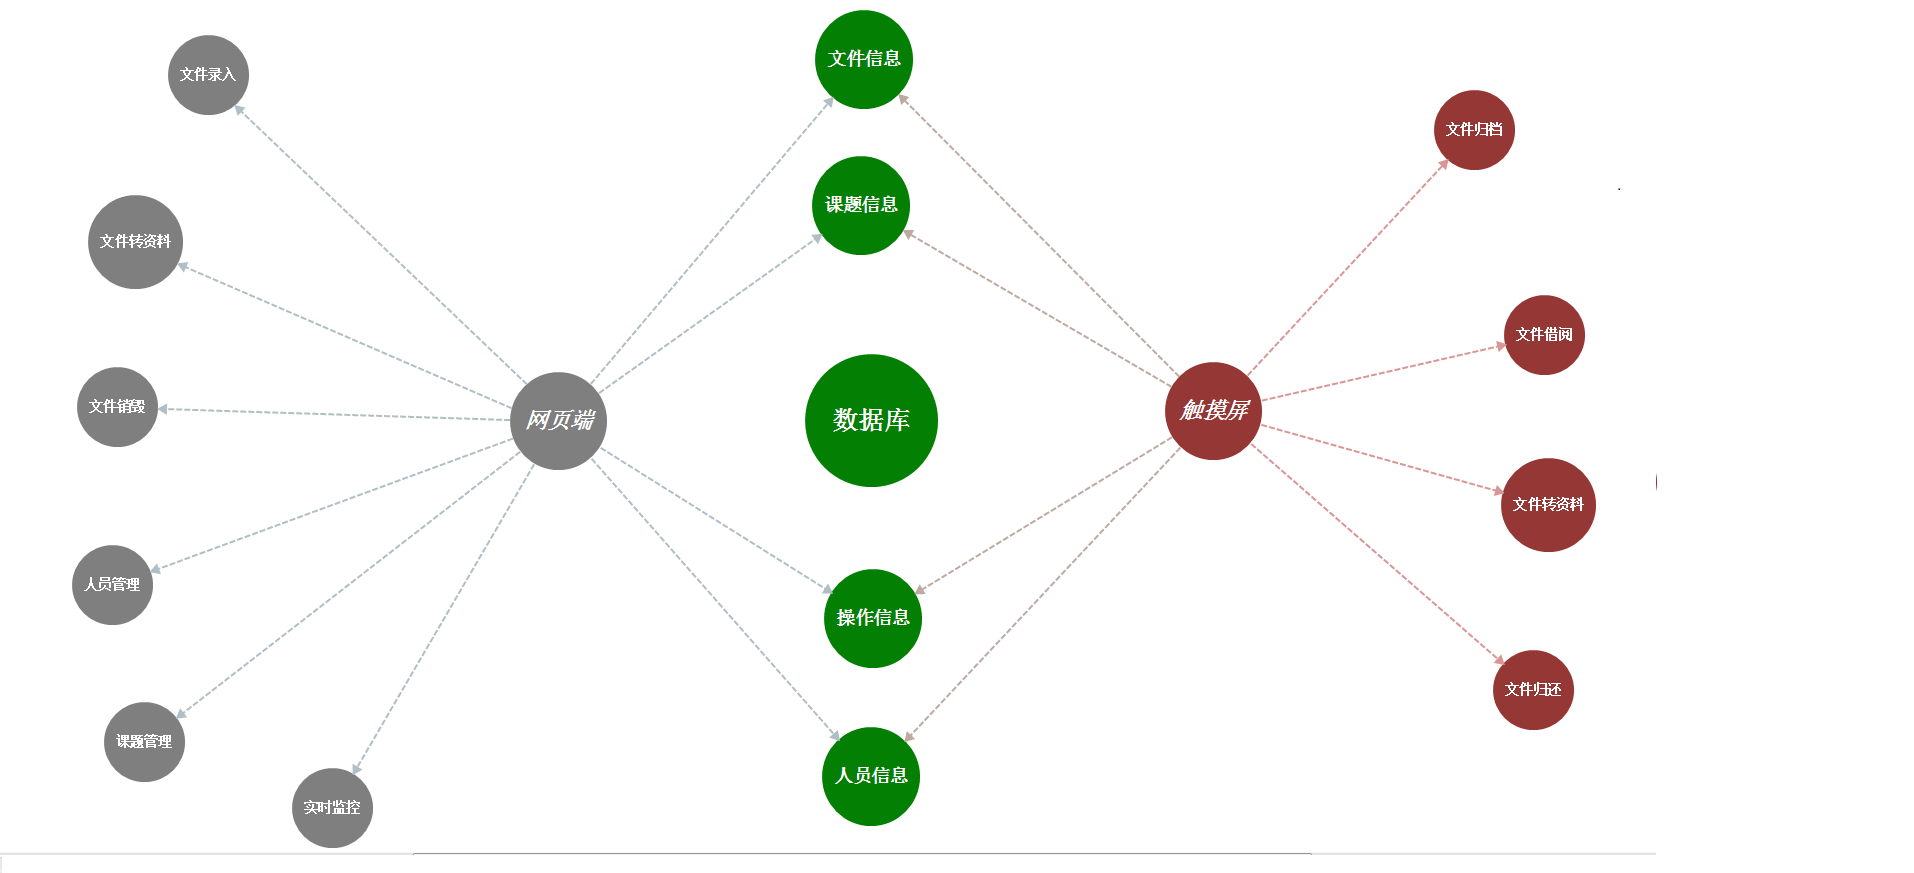 文件录入
文件转资料
文件销毁
人员管理
课题管理
实时监控
网页端
文件信息
课题信息
数据库
操作信息
人员信息
触摸屏
文件归档
文件借阅
文件转资料
文件归还